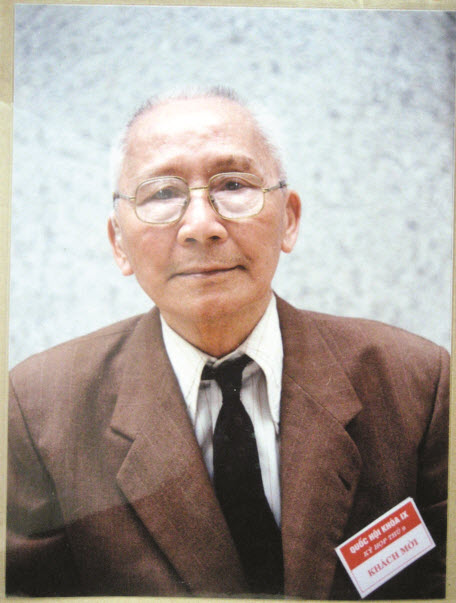 QUỐC HỘI KHÓA IX
KỲ HỌP THỨ 6
KHÁCH MỜI